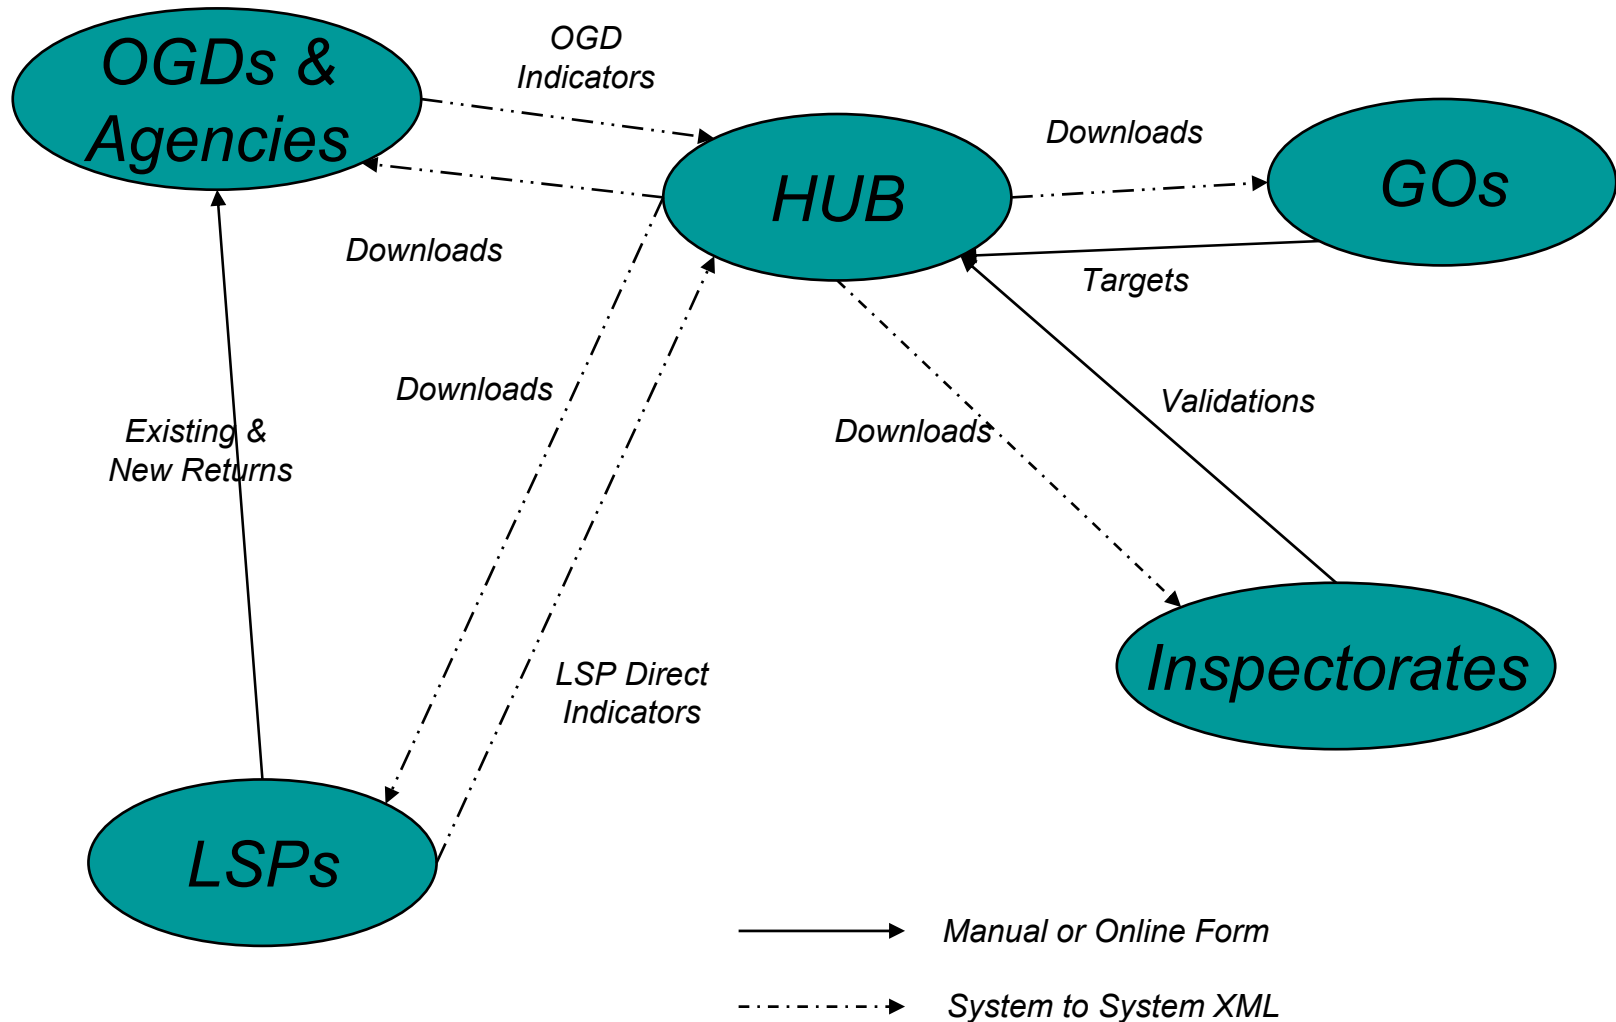 OGDs &
Agencies
OGD
Indicators
HUB
Downloads
GOs
Downloads
Targets
Downloads
Validations
Existing &
New Returns
Downloads
LSP Direct
Indicators
Inspectorates
LSPs
Manual or Online Form
System to System XML